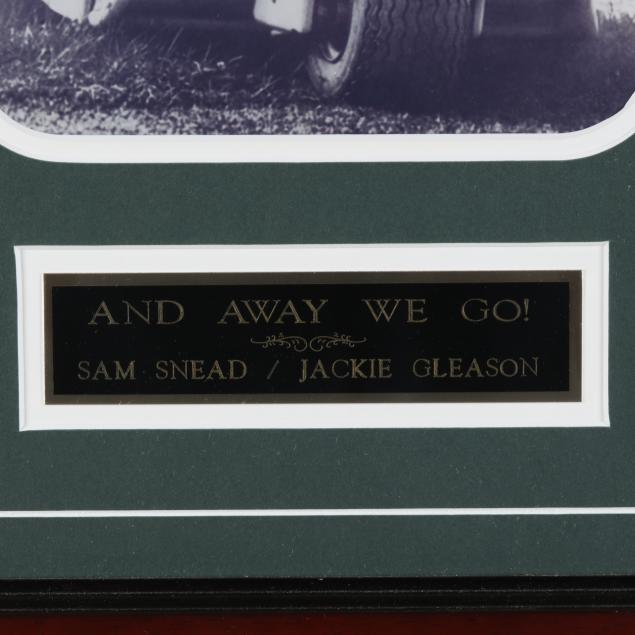 AND AWAY WE GO!
SAM SNEAD / JACKIE GLEASON